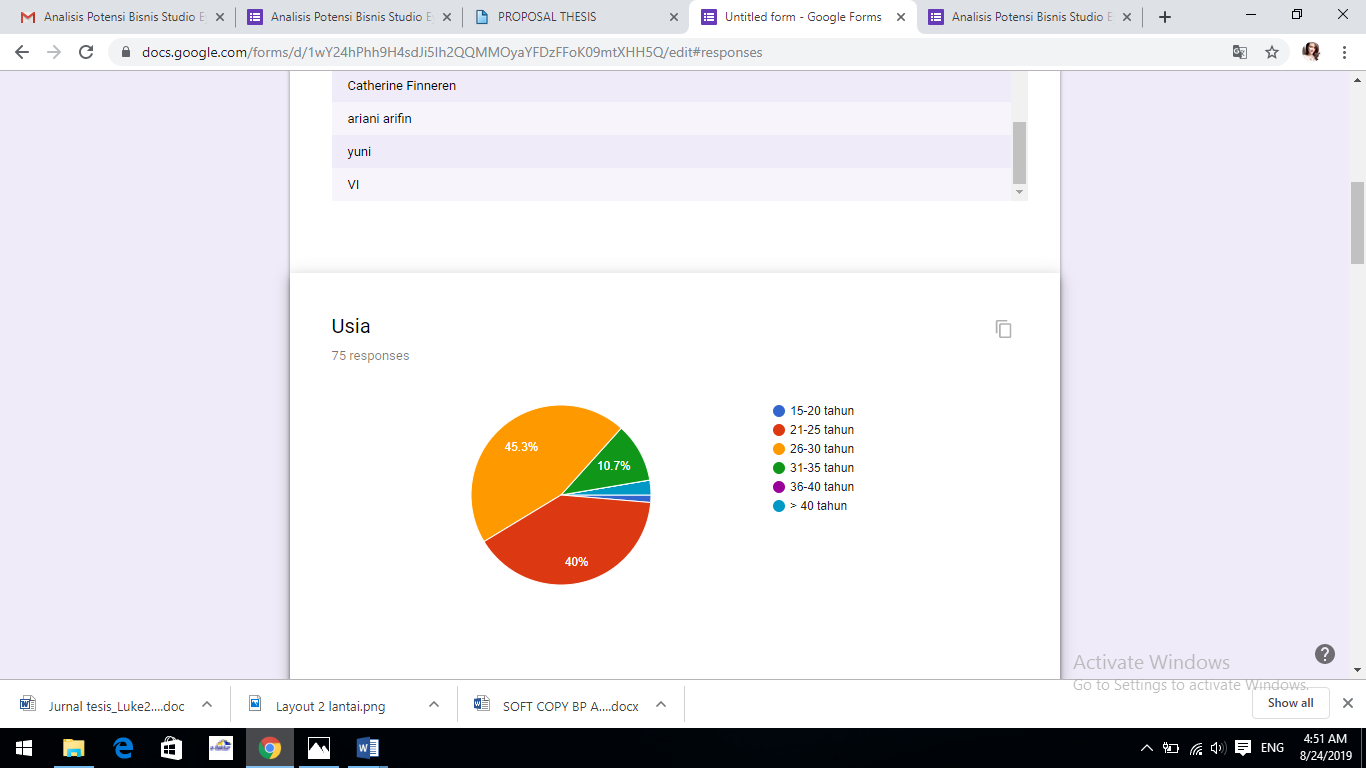 Analisis Potensi Bisnis Studio E
Analisis Potensi Bisnis Studio E
PROPOSAL THESIS
Untitled form - Google Forms
Analisis Potensi Bisnis Studio E
docs.google.com/forms/d/1wY24hPhh9H4sdJi5lh2QQMMOyaYFDzFFoK09mtXHH5Q/edit#responses
Catherine Finneren
ariani arifin
yuni
VI
Usia
75 responses
45.3%
10.7%
40%
15-20 tahun
21-25 tahun
26-30 tahun
31-35 tahun
36-40 tahun
> 40 tahun
Activate Windows
Go to Settings to activate Windows.
Jurnal tesis_Luke2....doc
Layout 2 lantai.png
SOFT COPY BP A....docx
Show all
ENG
4:51 AM
8/24/2019